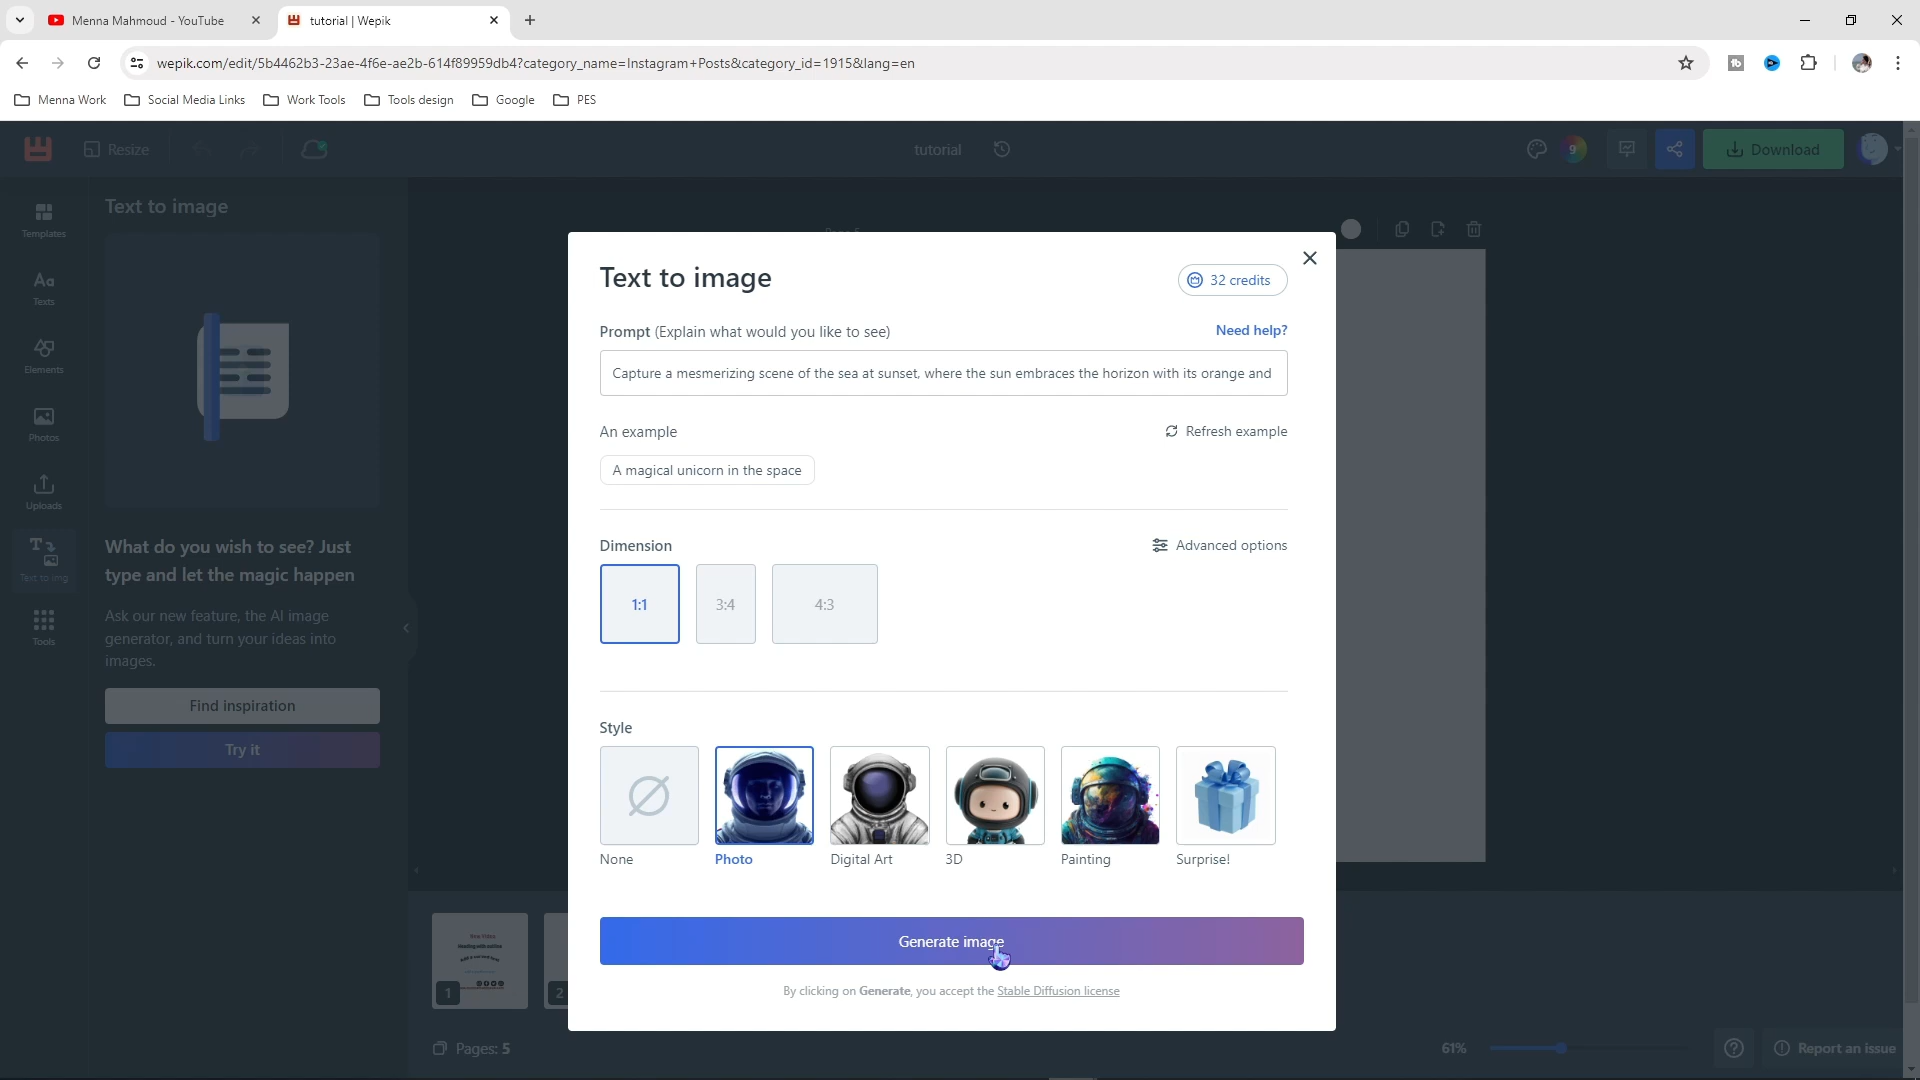 Menna Mahmoud - YouTube
tutorial | Wepik
wepik.com/edit/5b4462b3-23ae-4f6e-ae2b-614f89959db4?category_name=Instagram+Posts&category_id=1915&lang=en
Menna Work
Social Media Links
Work Tools
Tools design
Google
PES
Resize
tutorial
9
Download
Templates
Aa
Texts
Elements
Photos
Uploads
Text to img
Tools
Text to image
What do you wish to see? Just
type and let the magic happen
Ask our new feature, the AI image
generator, and turn your ideas into
images.
Find inspiration
Try it
Text to image
32 credits
Prompt (Explain what would you like to see)
Need help?
Capture a mesmerizing scene of the sea at sunset, where the sun embraces the horizon with its orange and
An example
Refresh example
A magical unicorn in the space
Dimension
Advanced options
1:1
3:4
4:3
Style
None
Photo
Digital Art
3D
Painting
Surprise!
Generate image
By clicking on Generate, you accept the Stable Diffusion license
1
2
Pages: 5
61%
Report an issue